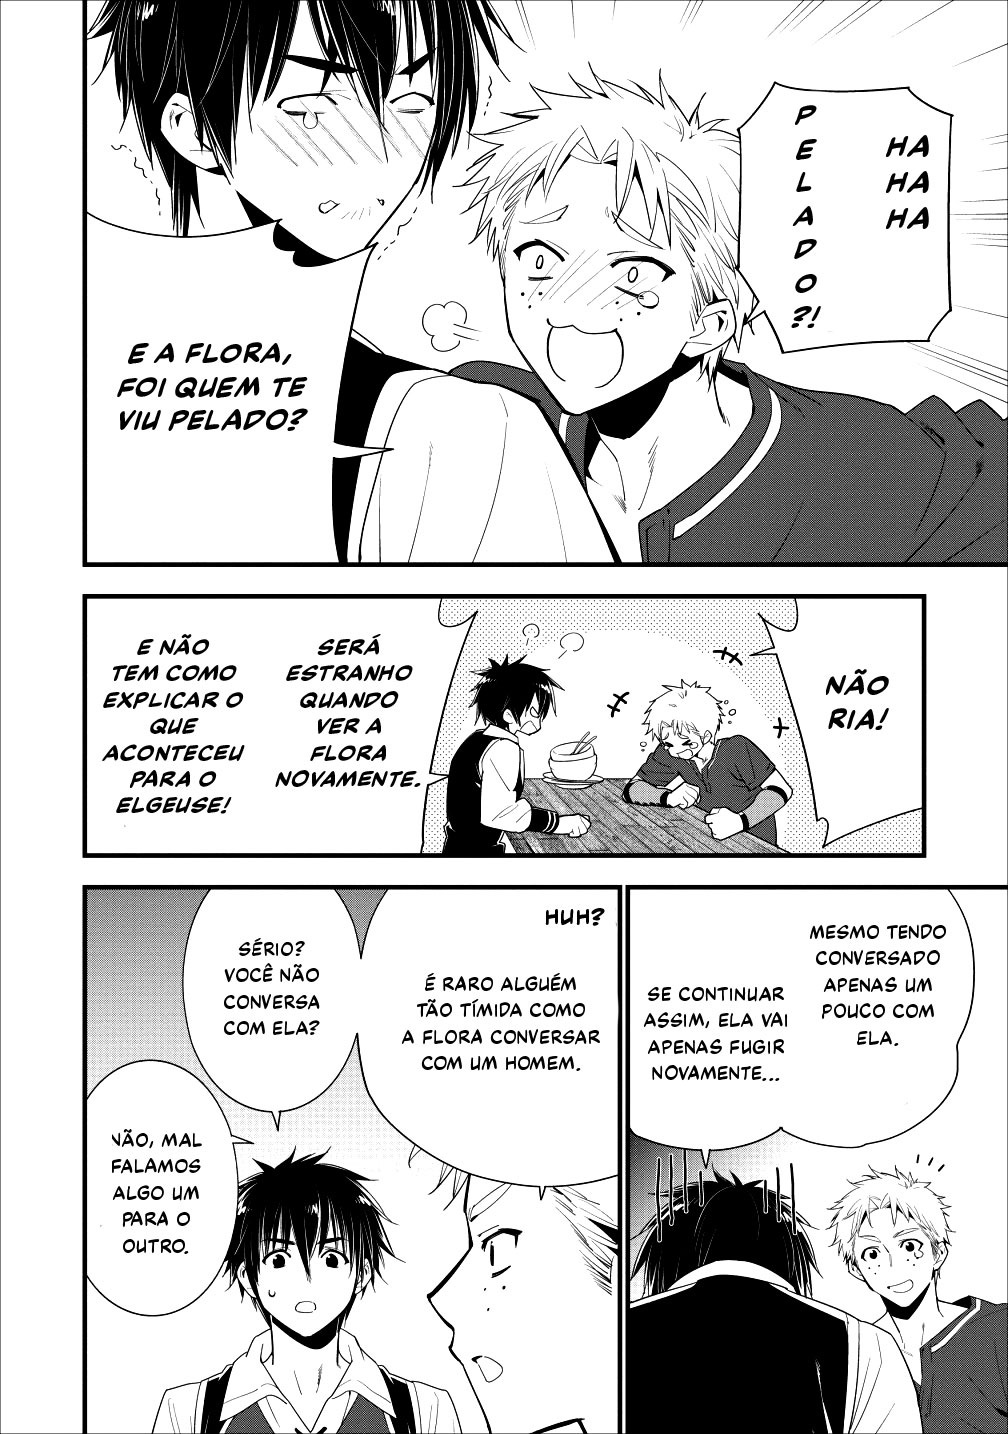 HA
HA
HA
PELADO?!
E A FLORA,
FOI QUEM TE
VIU PELADO?
NÃO
RIA!
SERÁ
ESTRANHO
QUANDO
VER A
FLORA
NOVAMENTE.
E NÃO
TEM COMO
EXPLICAR O
QUE
ACONTECEU
PARA O
ELGEUSE!
MESMO TENDO
CONVERSADO
APENAS UM
POUCO COM
ELA.
SE CONTINUAR
ASSIM, ELA VAI
APENAS FUGIR
NOVAMENTE...
HUH?
É RARO ALGUÉM
TÃO TÍMIDA COMO
A FLORA CONVERSAR
COM UM HOMEM.
SÉRIO?
VOCÊ NÃO
CONVERSA
COM ELA?
NÃO, MAL
FALAMOS
ALGO UM
PARA O
OUTRO.